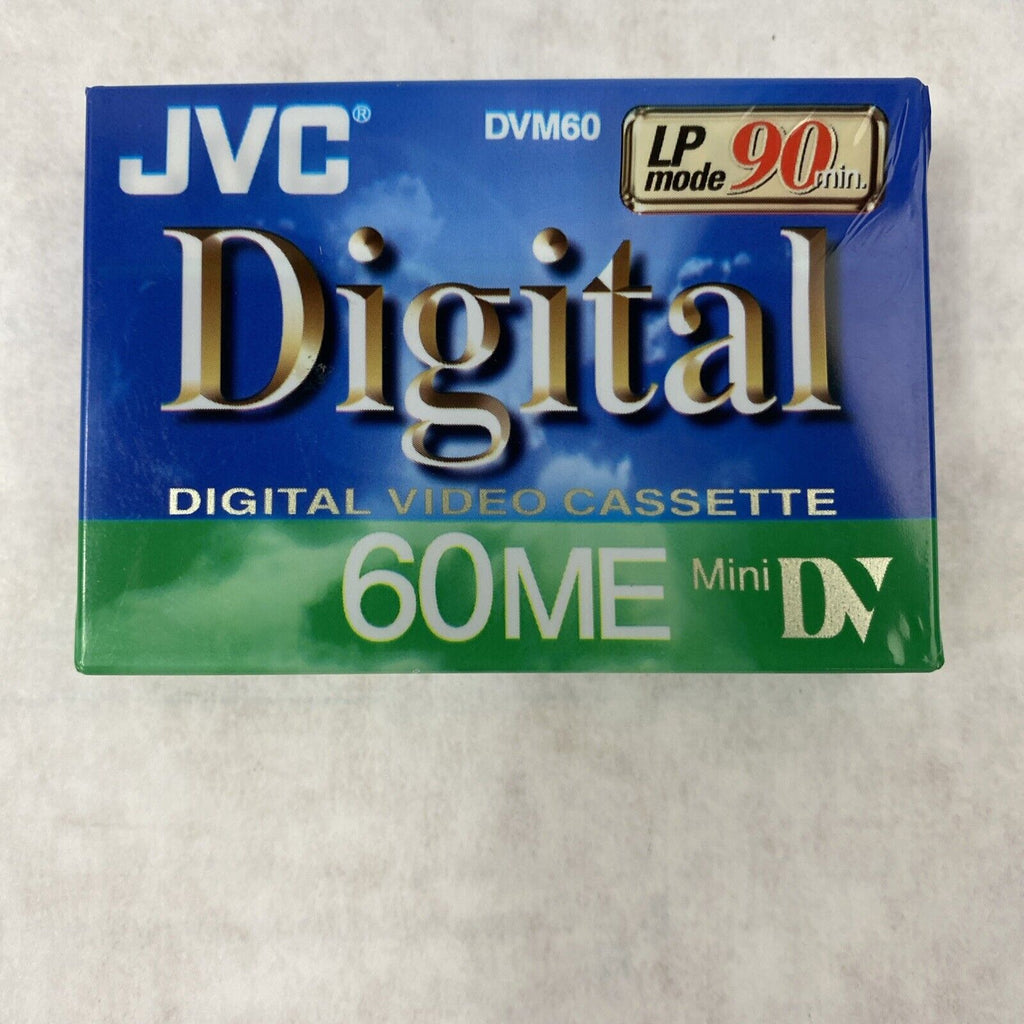 JVC®
DVM60
LP mode 90 min.
Digital
DIGITAL VIDEO CASSETTE
60ME
Mini DV